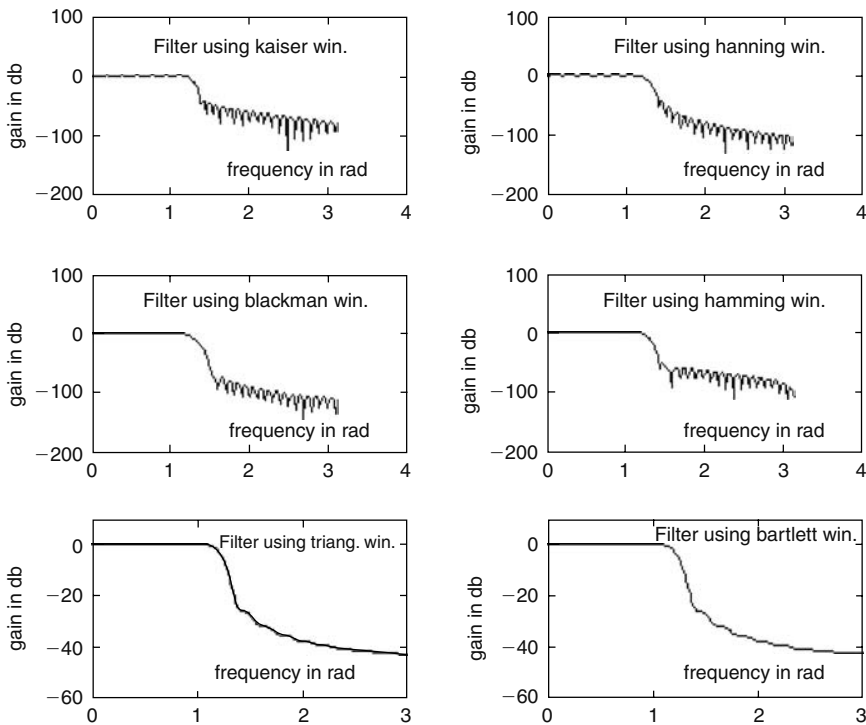 100
Filter using kaiser win.
0
−100
−200
gain in db
frequency in rad
0 1 2 3 4
100
Filter using hanning win.
0
−100
−200
gain in db
frequency in rad
0 1 2 3 4
100
Filter using blackman win.
0
−100
−200
gain in db
frequency in rad
0 1 2 3 4
100
Filter using hamming win.
0
−100
−200
gain in db
frequency in rad
0 1 2 3 4
0
Filter using triang. win.
−20
−40
−60
gain in db
frequency in rad
0 1 2 3
0
Filter using bartlett win.
−20
−40
−60
gain in db
frequency in rad
0 1 2 3